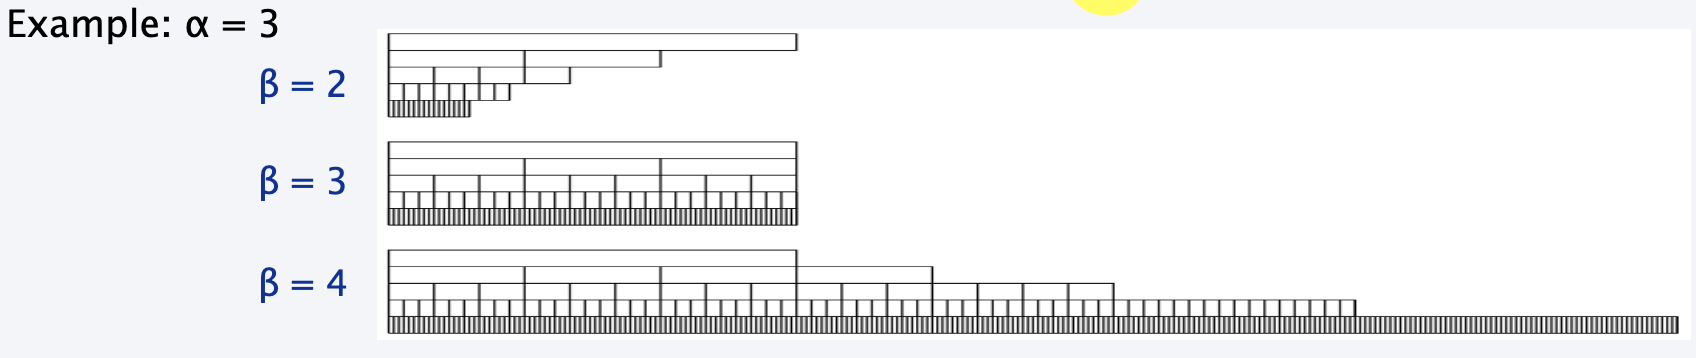 Example: α = 3
β = 2
β = 3
β = 4